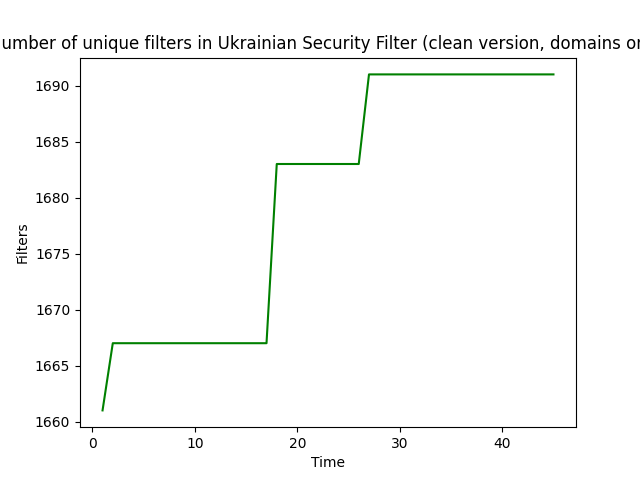 umber of unique filters in Ukrainian Security Filter (clean version, domains or
1690
1685
1680
1675
1670
1665
1660
Filters
0 10 20 30 40
Time